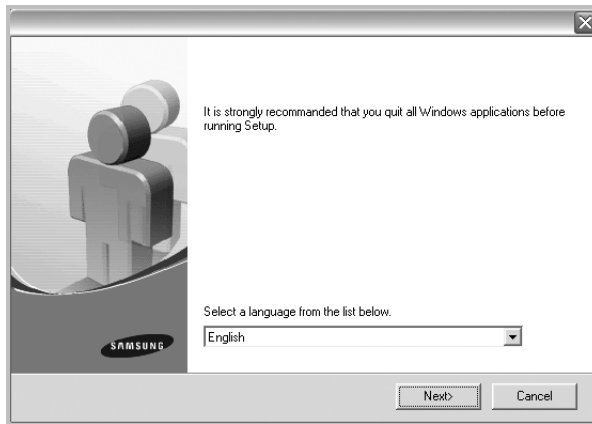 It is strongly recommanded that you quit all Windows applications before
running Setup.
Select a language from the list below.
English
SAMSUNG
Next>
Cancel